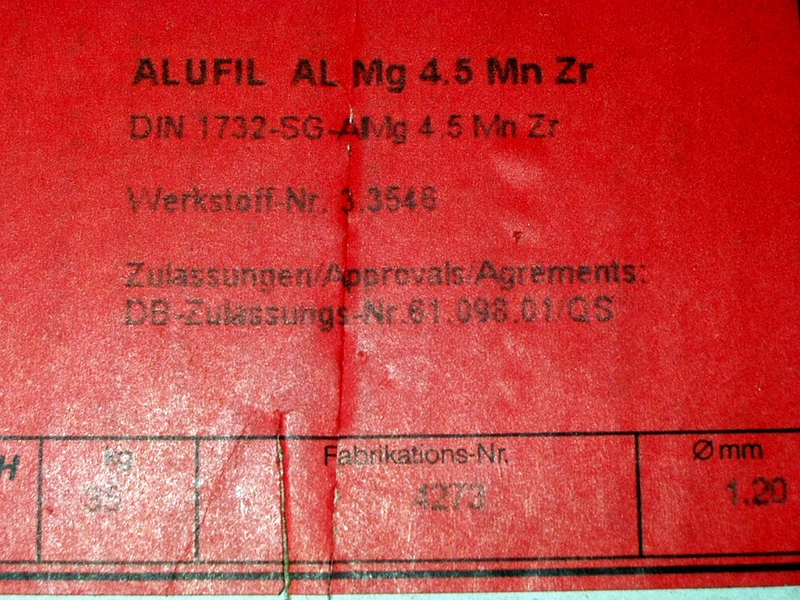 ALUFIL AL Mg 4.5 Mn Zr
DIN 1732-SG-AlMg 4.5 Mn Zr
Werkstoff-Nr. 3.3546
Zulassungen/Approvals/Agrements:
DB-Zulassungs-Nr.61.098.01/QS
H kg Fabrikations-Nr. Ø mm
4273 1.20